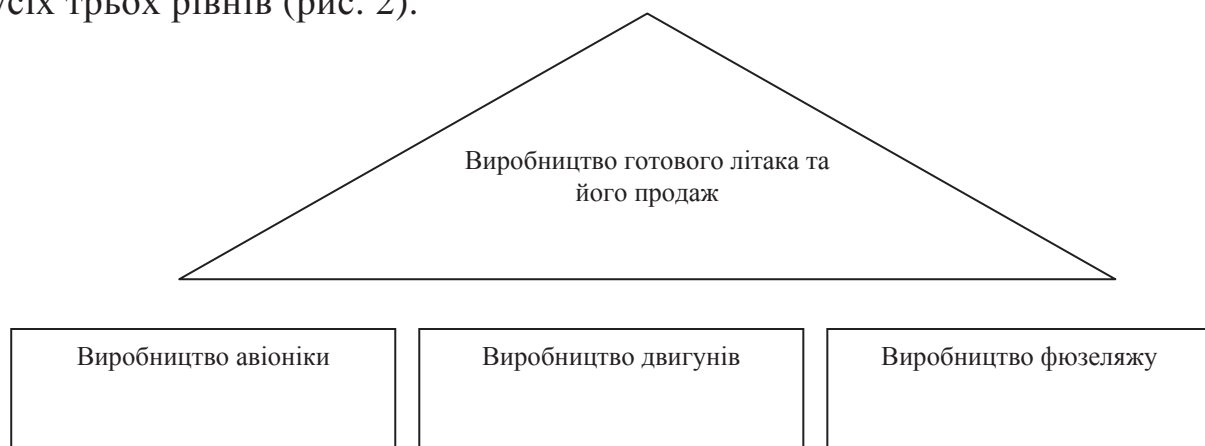 усіх трьох рівнів (рис. 2).
Виробництво готового літака та
його продаж
Виробництво авіоніки
Виробництво двигунів
Виробництво фюзеляжу